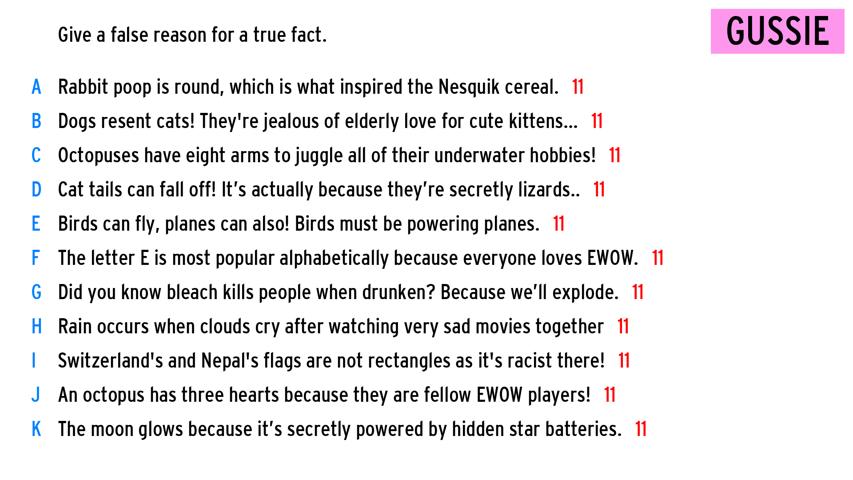 Give a false reason for a true fact.
GUSSIE
A Rabbit poop is round, which is what inspired the Nesquik cereal. 11
B Dogs resent cats! They're jealous of elderly love for cute kittens... 11
C Octopuses have eight arms to juggle all of their underwater hobbies! 11
D Cat tails can fall off! It’s actually because they’re secretly lizards.. 11
E Birds can fly, planes can also! Birds must be powering planes. 11
F The letter E is most popular alphabetically because everyone loves EWOW. 11
G Did you know bleach kills people when drunken? Because we’ll explode. 11
H Rain occurs when clouds cry after watching very sad movies together 11
I Switzerland's and Nepal's flags are not rectangles as it's racist there! 11
J An octopus has three hearts because they are fellow EWOW players! 11
K The moon glows because it’s secretly powered by hidden star batteries. 11